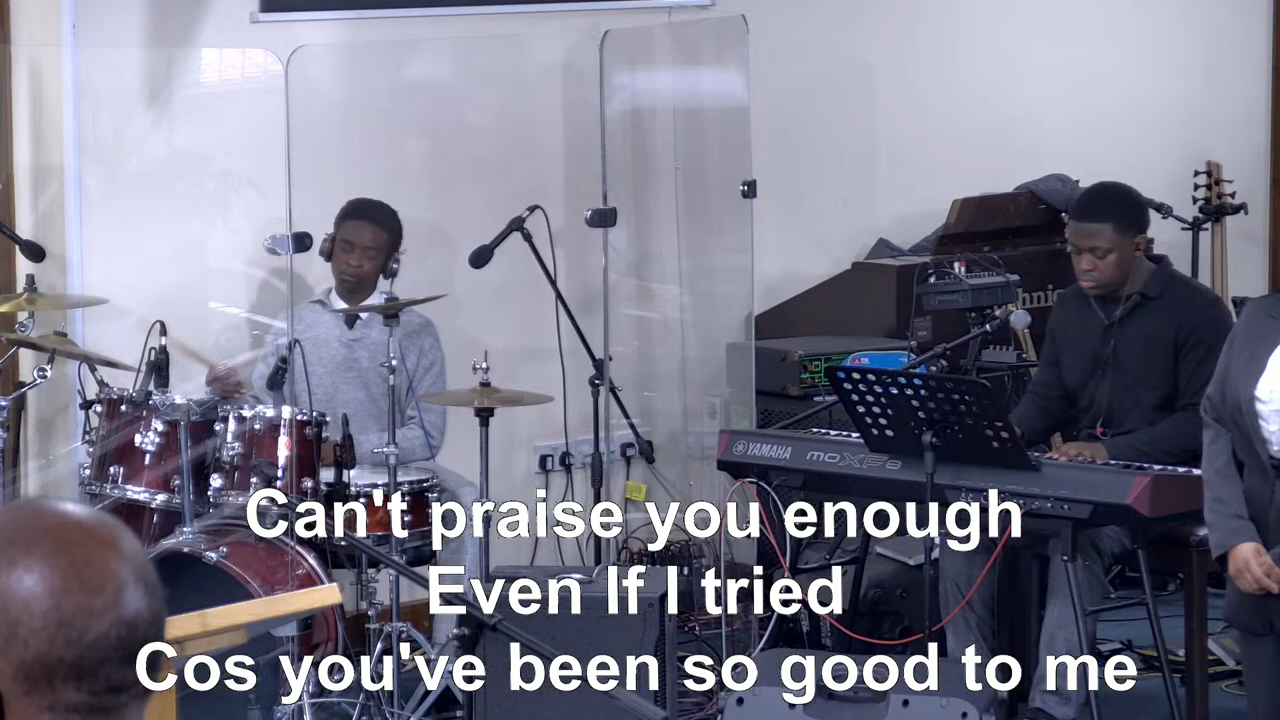 YAMAHA
MOXF8
Can't praise you enough
Even If I tried
Cos you've been so good to me